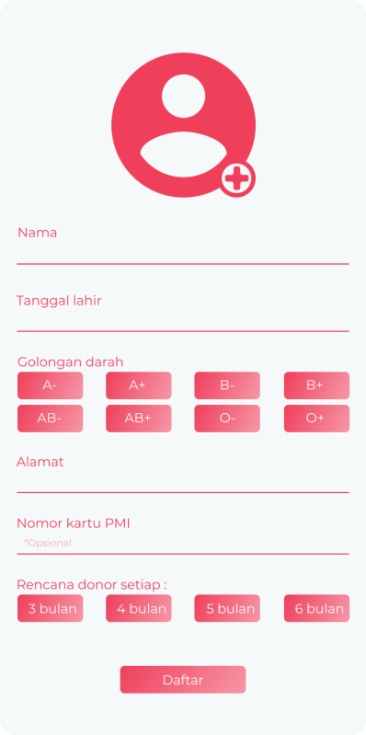 Nama
Tanggal lahir
Golongan darah
A- A+ B- B+
AB- AB+ O- O+
Alamat
Nomor kartu PMI
*Opsional
Rencana donor setiap :
3 bulan 4 bulan 5 bulan 6 bulan
Daftar